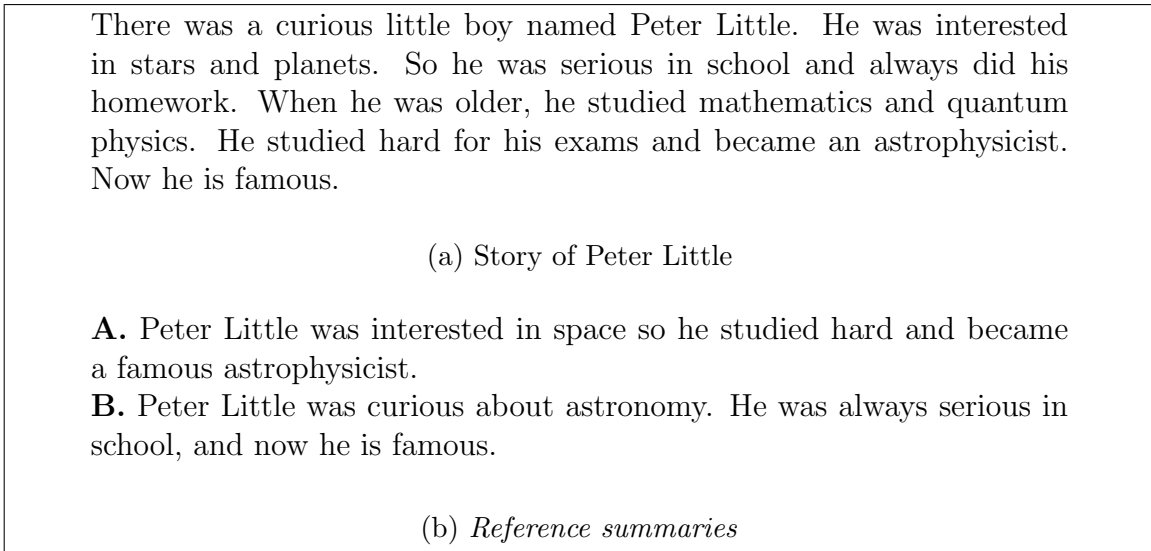 There was a curious little boy named Peter Little. He was interested
in stars and planets. So he was serious in school and always did his
homework. When he was older, he studied mathematics and quantum
physics. He studied hard for his exams and became an astrophysicist.
Now he is famous.
(a) Story of Peter Little
A. Peter Little was interested in space so he studied hard and became
a famous astrophysicist.
B. Peter Little was curious about astronomy. He was always serious in
school, and now he is famous.
(b) Reference summaries